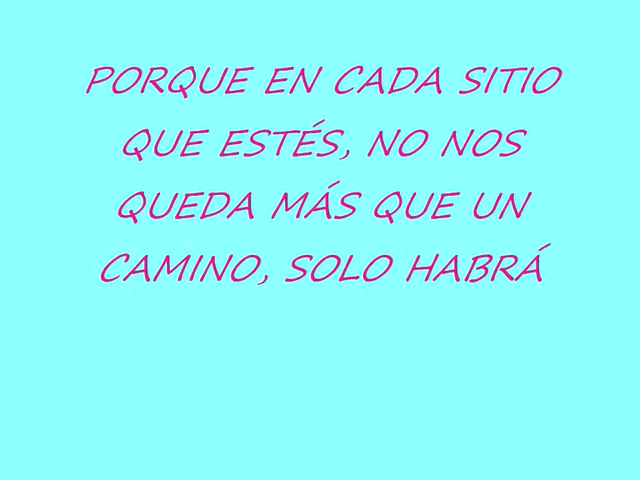 PORQUE EN CADA SITIO
QUE ESTÉS, NO NOS
QUEDA MÁS QUE UN
CAMINO, SOLO HABRÁ